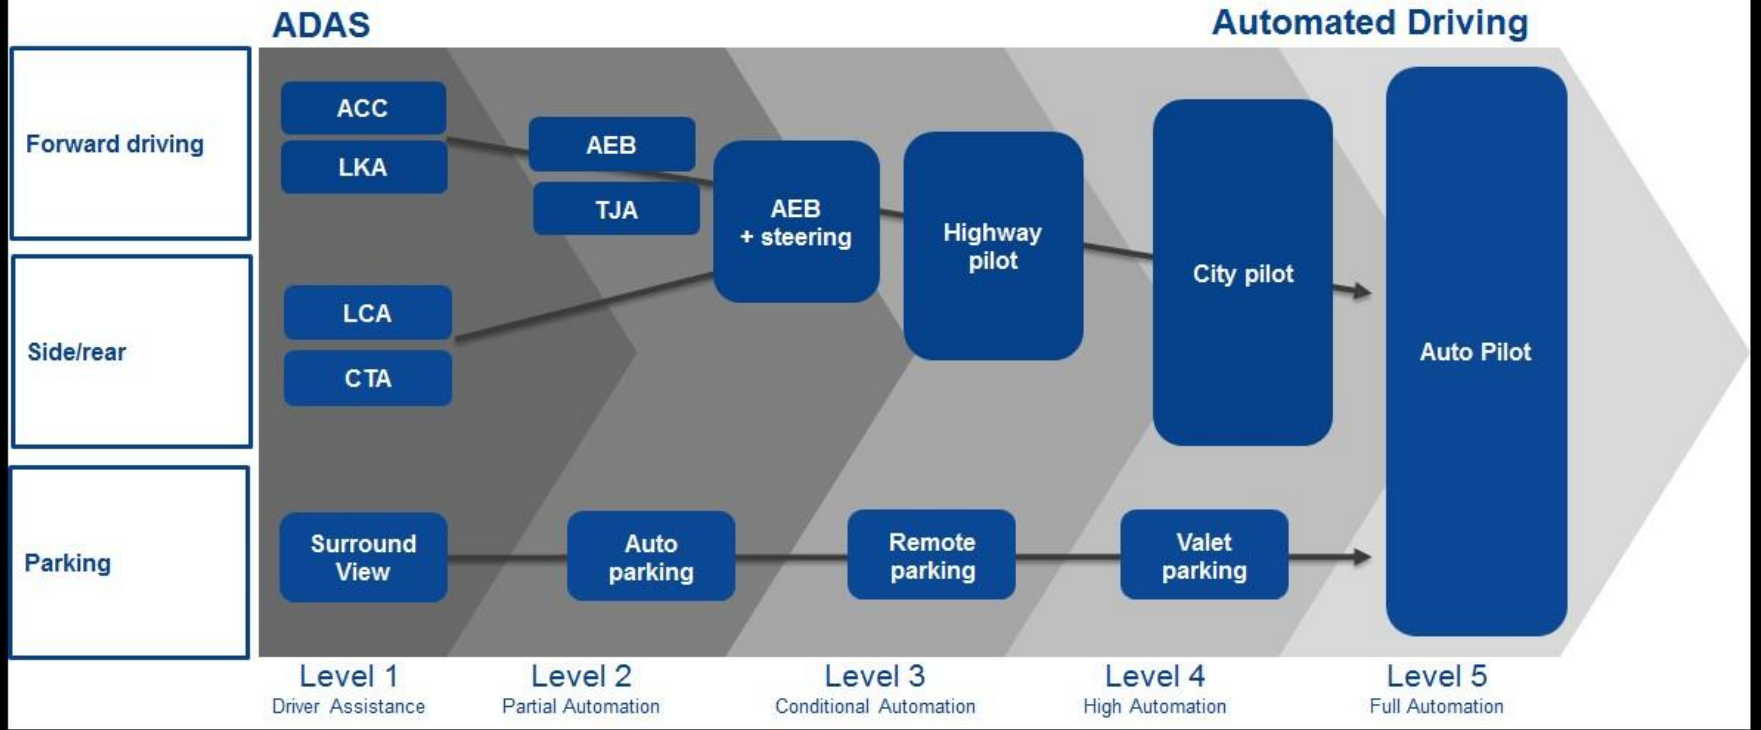 ADAS
Automated Driving
Forward driving
ACC
LKA
AEB
TJA
AEB
+ steering
Highway
pilot
City pilot
Auto Pilot
Side/rear
LCA
CTA
Parking
Surround
View
Auto
parking
Remote
parking
Valet
parking
Level 1
Driver Assistance
Level 2
Partial Automation
Level 3
Conditional Automation
Level 4
High Automation
Level 5
Full Automation